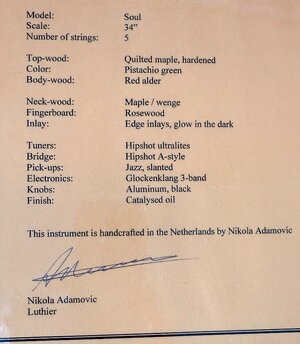 Model: Soul
Scale: 34"
Number of strings: 5
Top-wood: Quilted maple, hardened
Color: Pistachio green
Body-wood: Red alder
Neck-wood: Maple / wenge
Fingerboard: Rosewood
Inlay: Edge inlays, glow in the dark
Tuners: Hipshot ultralites
Bridge: Hipshot A-style
Pick-ups: Jazz, slanted
Electronics: Glockenklang 3-band
Knobs: Aluminum, black
Finish: Catalysed oil
This instrument is handcrafted in the Netherlands by Nikola Adamovic
Nikola Adamovic
Luthier